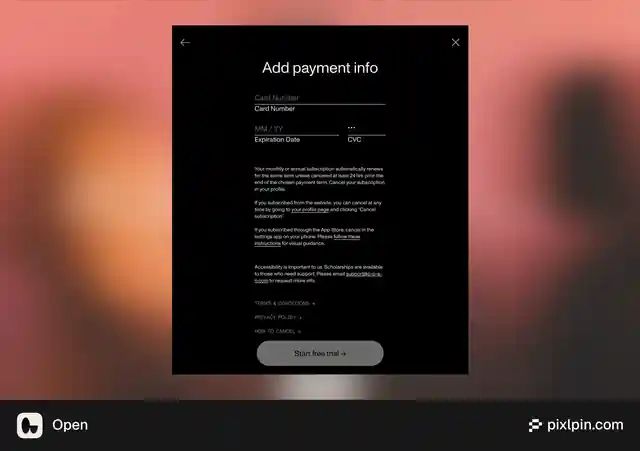 Add payment info
Card Number
Card Number
MM / YY
Expiration Date
CVC
Your monthly or annual subscription automatically renews
for the same term unless canceled at least 24 hrs prior the
end of the chosen payment term. Cancel your subscription
in your profile.
If you subscribed from the website, you can cancel at any
time by going to your profile page and clicking "Cancel
subscription"
If you subscribed through the App Store, cancel in the
settings app on your phone. Please follow these
instructions for visual guidance.
Accessibility is important to us. Scholarships are available
to those who need support. Please email
to request more info.
TERMS & CONDITIONS →
PRIVACY POLICY →
HOW TO CANCEL →
Start free trial →
Open
pixlpin.com